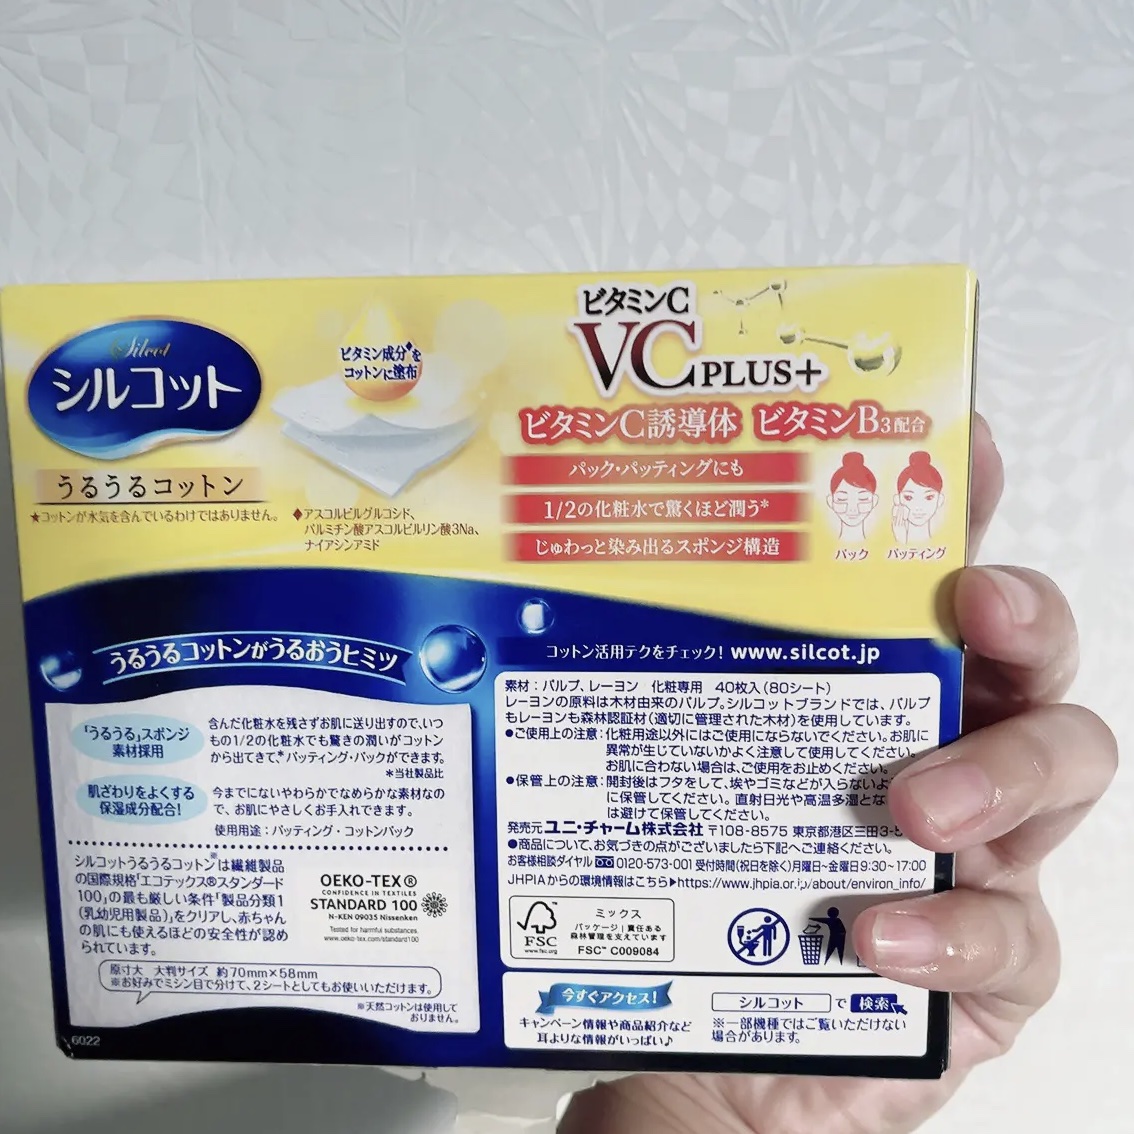 Silcot
シルコット
うるうるコットン
★コットンが水気を含んでいるわけではありません。
ビタミン成分♦を
コットンに塗布
♦アスコルビルグルコシド、
パルミチン酸アスコルビルリン酸3Na、
ナイアシンアミド
ビタミンC
VC PLUS+
ビタミンC誘導体 ビタミンB3配合
パック・パッティングにも
1/2の化粧水で驚くほど潤う*
じゅわっと染み出るスポンジ構造
パック パッティング
うるうるコットンがうるおうヒミツ
「うるうる」スポンジ
素材採用
含んだ化粧水を残さずお肌に送り出すので、いつ
もの1/2の化粧水でも驚きの潤いがコットン
から出てきて、*パッティング・パックができます。
*当社製品比
肌ざわりをよくする
保湿成分配合!
今までにないやわらかでなめらかな素材なの
で、お肌にやさしくお手入れできます。
使用用途:パッティング・コットンパック
シルコットうるうるコットン※は繊維製品
の国際規格「エコテックス®スタンダード
100」の最も厳しい条件「製品分類1
(乳幼児用製品)」をクリアし、赤ちゃん
の肌にも使えるほどの安全性が認め
られています。
OEKO-TEX®
CONFIDENCE IN TEXTILES
STANDARD 100
N-KEN 09035 Nissenken
Tested for harmful substances.
www.oeko-tex.com/standard100
原寸大 大判サイズ 約70mm×58mm
※お好みでミシン目で分けて、2シートとしてもお使いいただけます。
※天然コットンは使用して
おりません。
6022
コットン活用テクをチェック! www.silcot.jp
素材:パルプ、レーヨン 化粧専用 40枚入(80シート)
レーヨンの原料は木材由来のパルプ。シルコットブランドでは、パルプ
もレーヨンも森林認証材(適切に管理された木材)を使用しています。
●ご使用上の注意:化粧用途以外にはご使用にならないでください。お肌に
異常が生じていないかよく注意して使用してください。
お肌に合わない場合は、ご使用をお止めください。
●保管上の注意:開封後はフタをして、埃やゴミなどが入らないよ
に保管してください。直射日光や高温多湿とな
は避けて保管してください。
発売元 ユニ・チャーム株式会社 〒108-8575 東京都港区三田3-
●商品について、お気づきの点がございましたら下記へご連絡ください。
お客様相談ダイヤル 0120-573-001 受付時間(祝日を除く)月曜日~金曜日9:30~17:00
JHPIAからの環境情報はこちら▶https://www.jhpia.or.jp/about/environ_info/
FSC
www.fsc.org
ミックス
パッケージ|責任ある
森林管理を支えています
FSC™ C009084
今すぐアクセス!
キャンペーン情報や商品紹介など
耳よりな情報がいっぱい♪
シルコット で 検索
※一部機種ではご覧いただけない
場合があります。